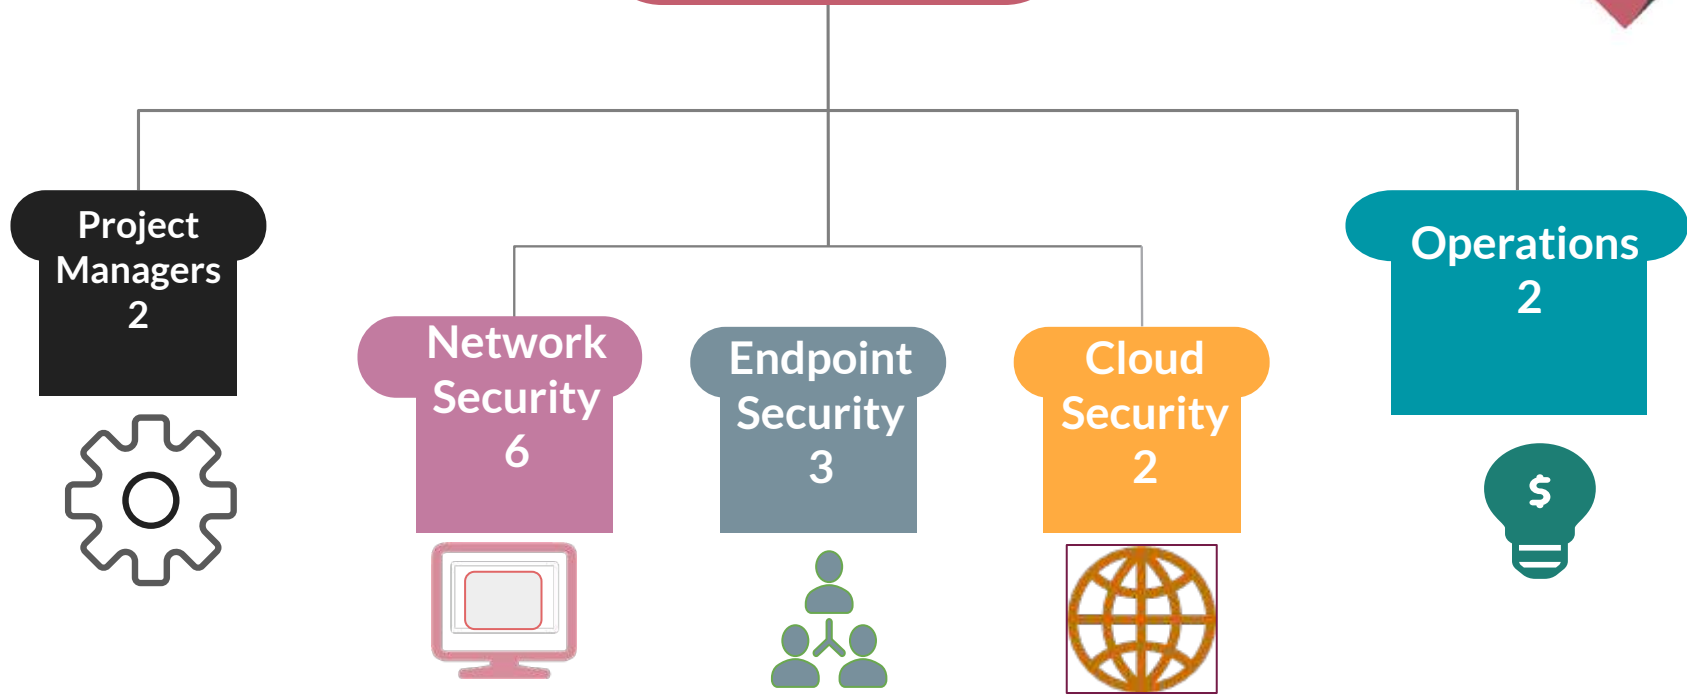 Project
Managers
2
Network
Security
6
Endpoint
Security
3
Cloud
Security
2
Operations
2
$